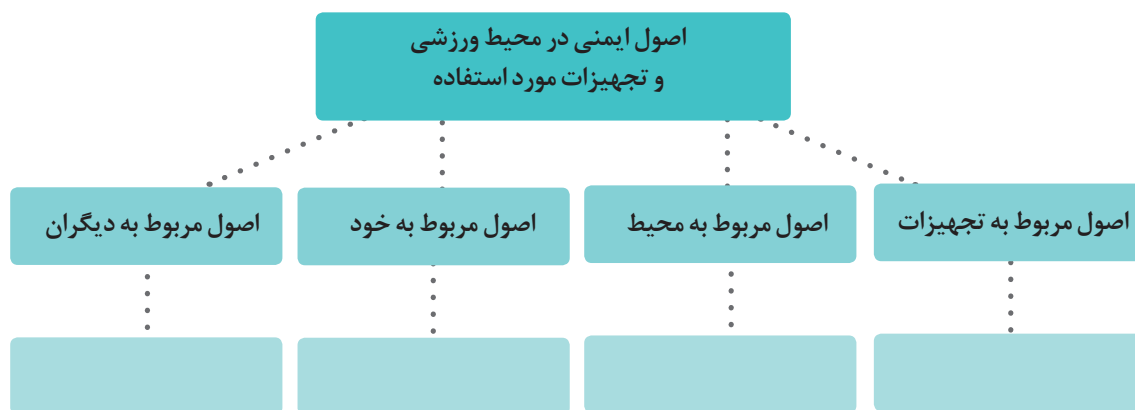 اصول ایمنی در محیط ورزشی
و تجهیزات مورد استفاده
اصول مربوط به تجهیزات
اصول مربوط به محیط
اصول مربوط به خود
اصول مربوط به دیگران